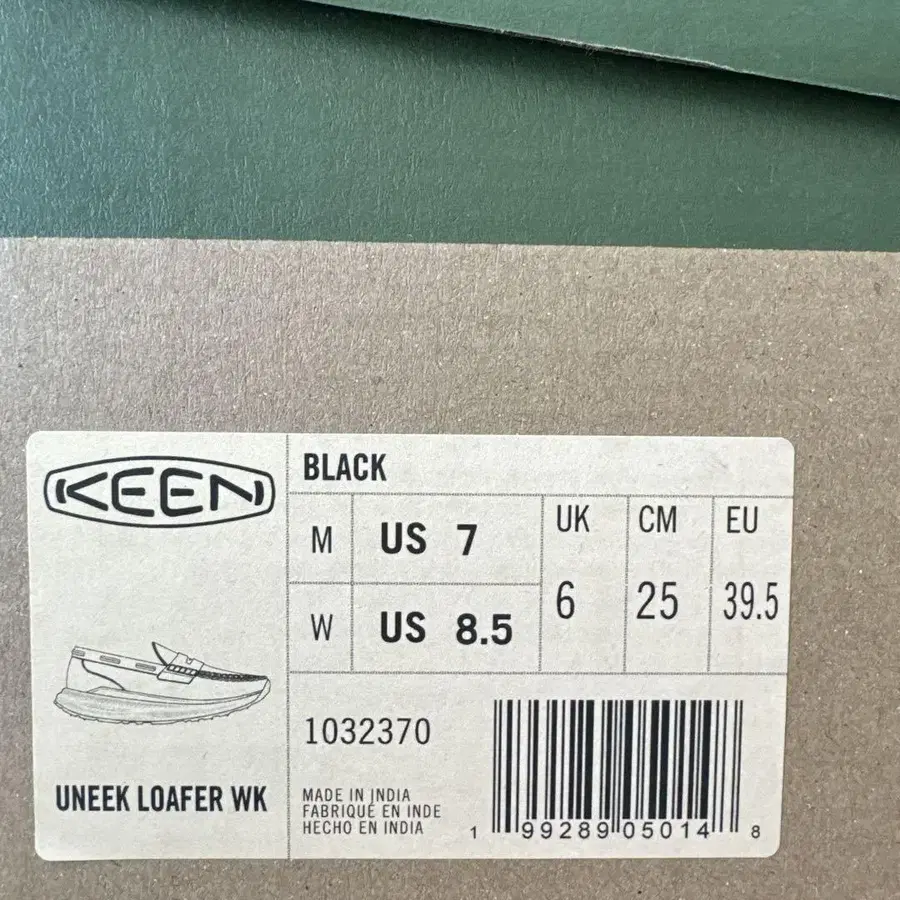 KEEN
BLACK
M US 7
W US 8.5
UK CM EU
6 25 39.5
1032370
UNEEK LOAFER WK
MADE IN INDIA
FABRIQUÉ EN INDE
HECHO EN INDIA
1 99289 05014 8